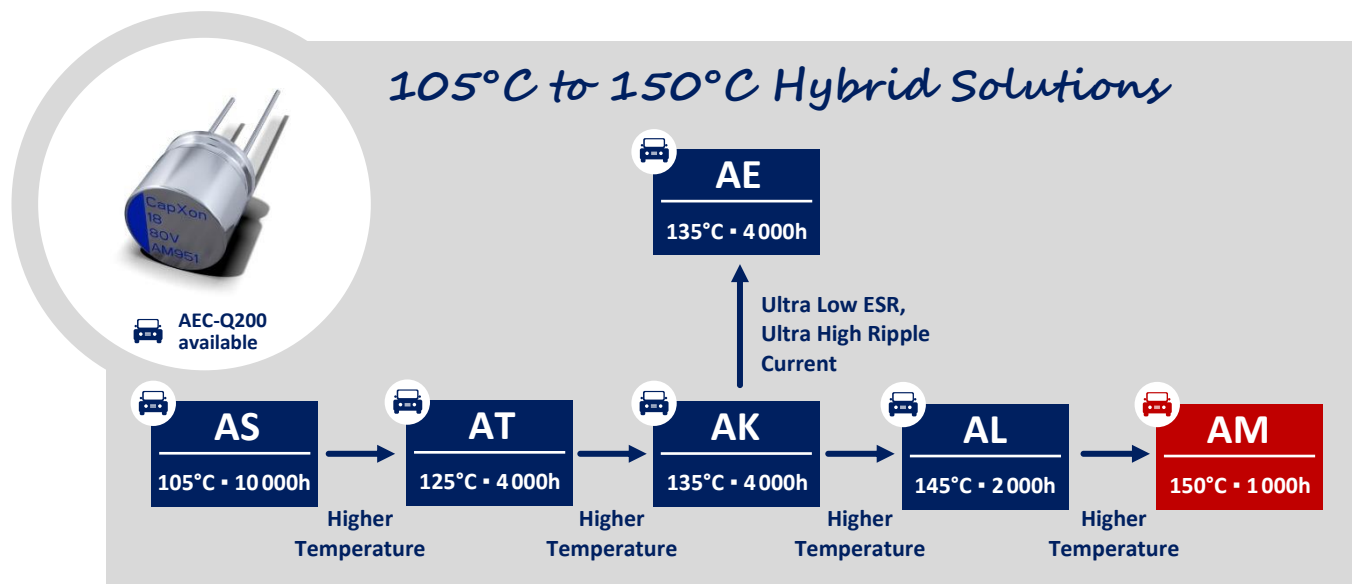 105°C to 150°C Hybrid Solutions
CapXon
18
80V
AM951
AEC-Q200
available
AE
135°C ▪ 4 000h
Ultra Low ESR,
Ultra High Ripple
Current
AS
105°C ▪ 10 000h
Higher
Temperature
AT
125°C ▪ 4 000h
Higher
Temperature
AK
135°C ▪ 4 000h
Higher
Temperature
AL
145°C ▪ 2 000h
Higher
Temperature
AM
150°C ▪ 1 000h